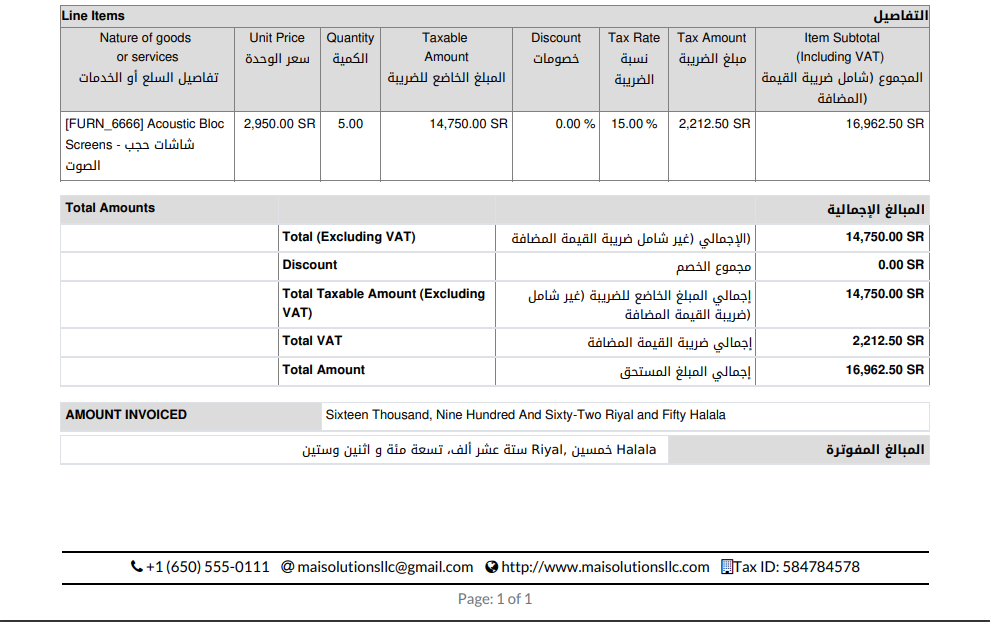 Line Items التفاصيل
Nature of goods
or services
تفاصيل السلع أو الخدمات
Unit Price
سعر الوحدة
Quantity
الكمية
Taxable
Amount
المبلغ الخاضع للضريبة
Discount
خصومات
Tax Rate
نسبة
الضريبة
Tax Amount
مبلغ الضريبة
Item Subtotal
(Including VAT)
المجموع (شامل ضريبة القيمة
المضافة)
[FURN_6666] Acoustic Bloc
Screens - شاشات حجب
الصوت
2,950.00 SR
5.00
14,750.00 SR
0.00 %
15.00 %
2,212.50 SR
16,962.50 SR
Total Amounts المبالغ الإجمالية
Total (Excluding VAT) الإجمالي (غير شامل ضريبة القيمة المضافة) 14,750.00 SR
Discount مجموع الخصم 0.00 SR
Total Taxable Amount (Excluding
VAT)
إجمالي المبلغ الخاضع للضريبة (غير شامل
ضريبة القيمة المضافة)
14,750.00 SR
Total VAT إجمالي ضريبة القيمة المضافة 2,212.50 SR
Total Amount إجمالي المبلغ المستحق 16,962.50 SR
AMOUNT INVOICED Sixteen Thousand, Nine Hundred And Sixty-Two Riyal and Fifty Halala
ستة عشر ألف، تسعة مئة و اثنين وستين Riyal, خمسين Halala المبالغ المفوترة
+1 (650) 555-0111 @ maisolutionsllc@gmail.com http://www.maisolutionsllc.com Tax ID: 584784578
Page: 1 of 1